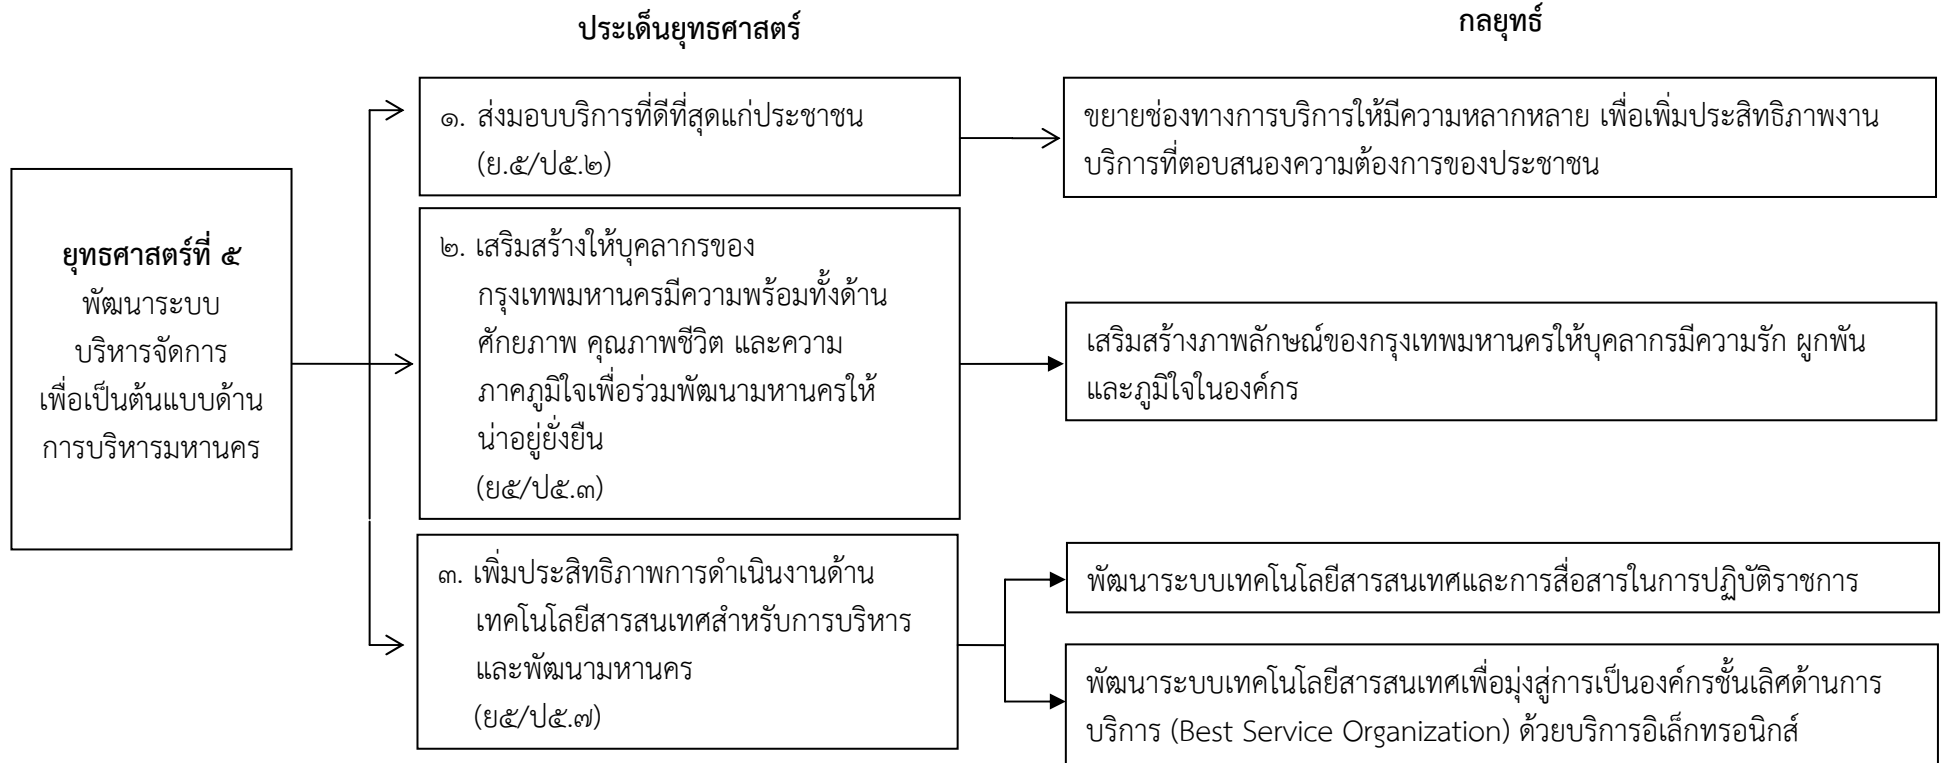 ประเด็นยุทธศาสตร์
กลยุทธ์
ยุทธศาสตร์ที่ ๕
พัฒนาระบบ
บริหารจัดการ
เพื่อเป็นต้นแบบด้าน
การบริหารมหานคร
๑. ส่งมอบบริการที่ดีที่สุดแก่ประชาชน
(ย.๕/ป๕.๒)
ขยายช่องทางการบริการให้มีความหลากหลาย เพื่อเพิ่มประสิทธิภาพงาน
บริการที่ตอบสนองความต้องการของประชาชน
๒. เสริมสร้างให้บุคลากรของ
กรุงเทพมหานครมีความพร้อมทั้งด้าน
ศักยภาพ คุณภาพชีวิต และความ
ภาคภูมิใจเพื่อร่วมพัฒนามหานครให้
น่าอยู่ยั่งยืน
(ย๕/ป๕.๓)
เสริมสร้างภาพลักษณ์ของกรุงเทพมหานครให้บุคลากรมีความรัก ผูกพัน
และภูมิใจในองค์กร
๓. เพิ่มประสิทธิภาพการดำเนินงานด้าน
เทคโนโลยีสารสนเทศสำหรับการบริหาร
และพัฒนามหานคร
(ย๕/ป๕.๗)
พัฒนาระบบเทคโนโลยีสารสนเทศและการสื่อสารในการปฏิบัติราชการ
พัฒนาระบบเทคโนโลยีสารสนเทศเพื่อมุ่งสู่การเป็นองค์กรชั้นเลิศด้านการ
บริการ (Best Service Organization) ด้วยบริการอิเล็กทรอนิกส์